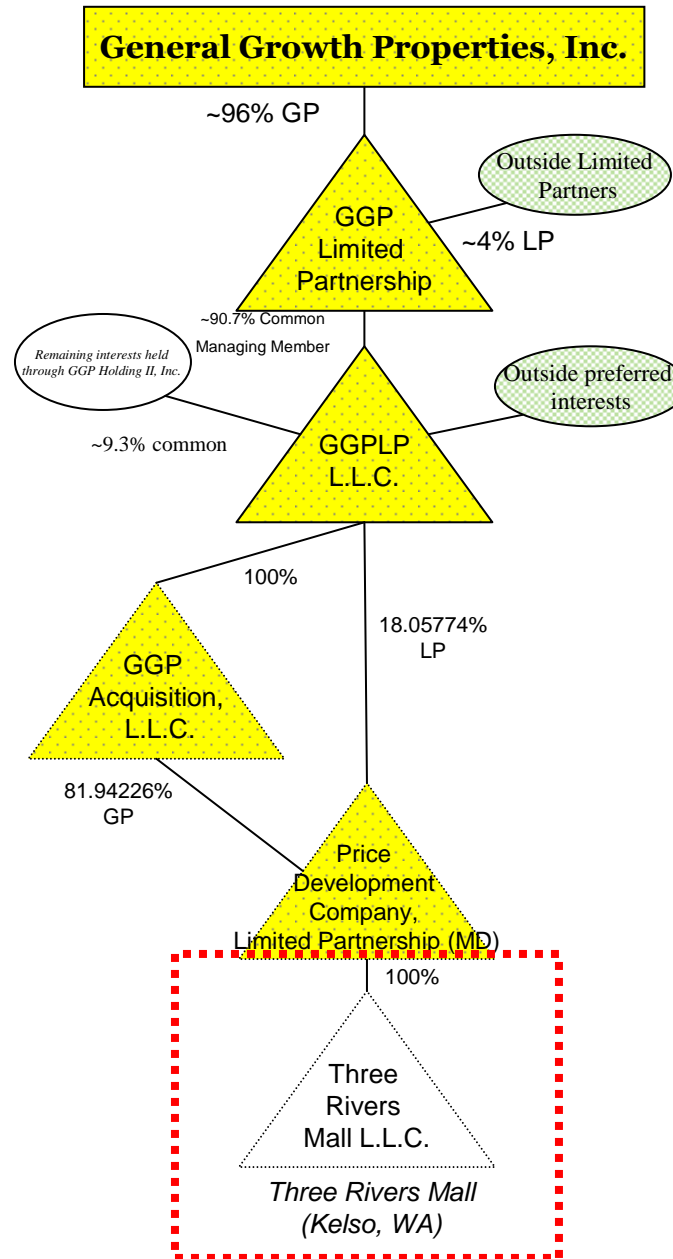 General Growth Properties, Inc.
~96% GP
Outside Limited
Partners
GGP
Limited
Partnership
~4% LP
~90.7% Common
Managing Member
Remaining interests held
through GGP Holding II, Inc.
Outside preferred
interests
~9.3% common
GGPLP
L.L.C.
100%
18.05774%
LP
GGP
Acquisition,
L.L.C.
81.94226%
GP
Price
Development
Company,
Limited Partnership (MD)
100%
Three
Rivers
Mall L.L.C.
Three Rivers Mall
(Kelso, WA)